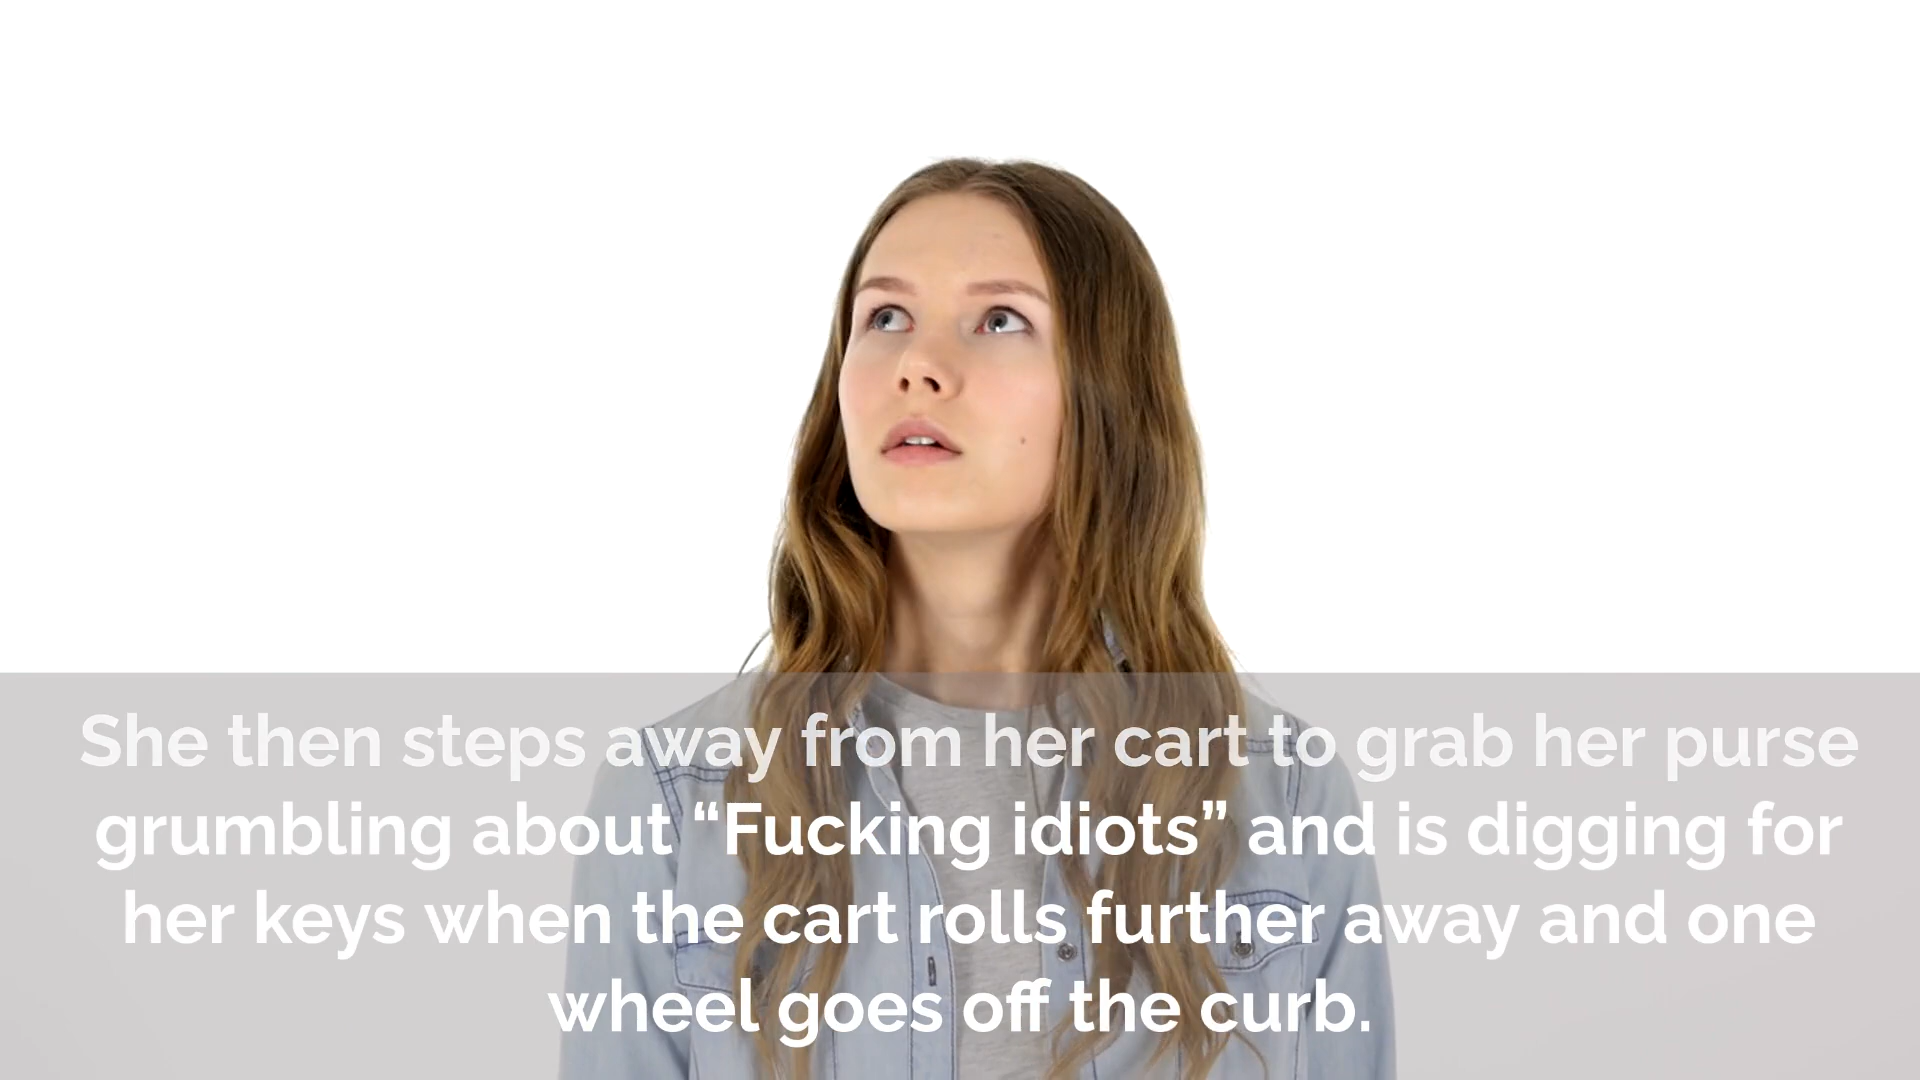 She then steps away from her cart to grab her purse
grumbling about “Fucking idiots” and is digging for
her keys when the cart rolls further away and one
wheel goes off the curb.